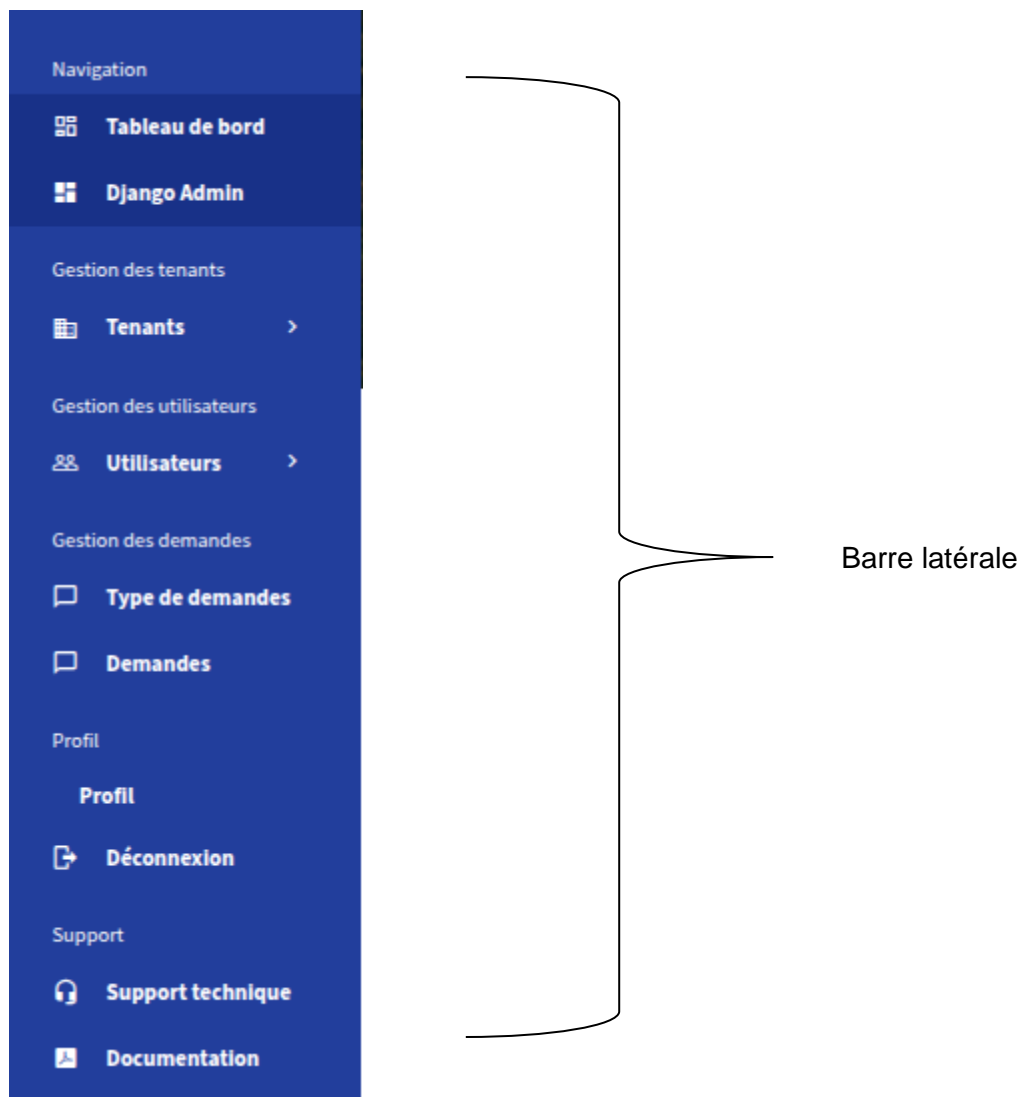 Navigation
Tableau de bord
Django Admin
Gestion des tenants
Tenants
Gestion des utilisateurs
Utilisateurs
Gestion des demandes
Type de demandes
Demandes
Profil
Profil
Déconnexion
Support
Support technique
Documentation
Barre latérale